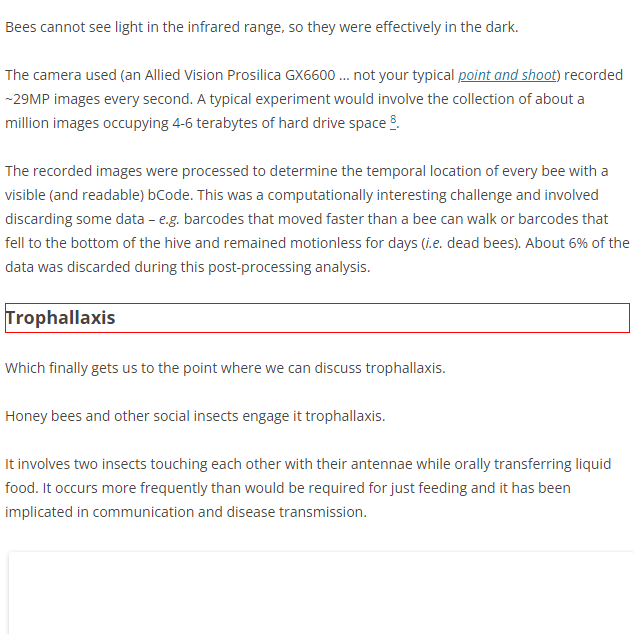 Bees cannot see light in the infrared range, so they were effectively in the dark.
The camera used (an Allied Vision Prosilica GX6600 ... not your typical point and shoot) recorded
~29MP images every second. A typical experiment would involve the collection of about a
million images occupying 4-6 terabytes of hard drive space 8.
The recorded images were processed to determine the temporal location of every bee with a
visible (and readable) bCode. This was a computationally interesting challenge and involved
discarding some data – e.g. barcodes that moved faster than a bee can walk or barcodes that
fell to the bottom of the hive and remained motionless for days (i.e. dead bees). About 6% of the
data was discarded during this post-processing analysis.
Trophallaxis
Which finally gets us to the point where we can discuss trophallaxis.
Honey bees and other social insects engage it trophallaxis.
It involves two insects touching each other with their antennae while orally transferring liquid
food. It occurs more frequently than would be required for just feeding and it has been
implicated in communication and disease transmission.